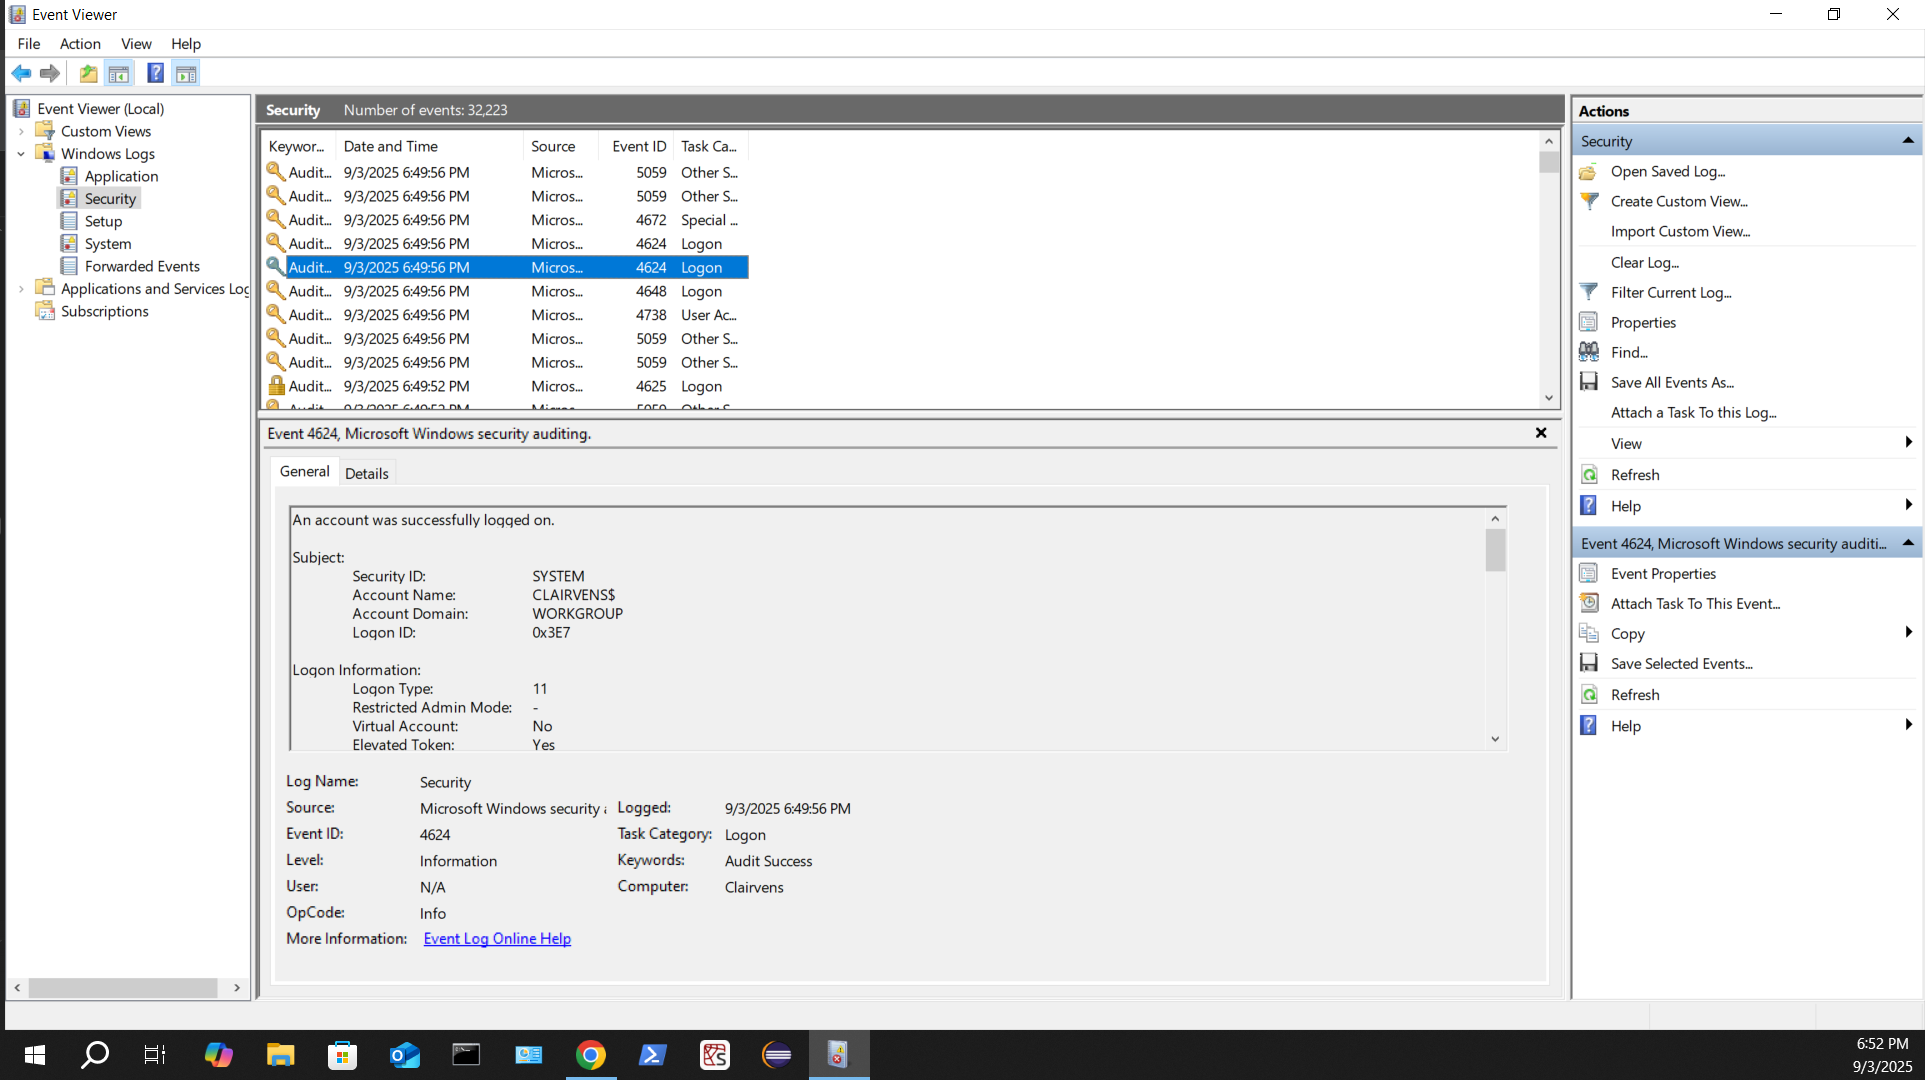 Event Viewer
File Action View Help
Event Viewer (Local)
Custom Views
Windows Logs
Application
Security
Setup
System
Forwarded Events
Applications and Services Log
Subscriptions
Security Number of events: 32,223
Keywor... Date and Time Source Event ID Task Ca...
Audit... 9/3/2025 6:49:56 PM Micros... 5059 Other S...
Audit... 9/3/2025 6:49:56 PM Micros... 5059 Other S...
Audit... 9/3/2025 6:49:56 PM Micros... 4672 Special ...
Audit... 9/3/2025 6:49:56 PM Micros... 4624 Logon
Audit... 9/3/2025 6:49:56 PM Micros... 4624 Logon
Audit... 9/3/2025 6:49:56 PM Micros... 4648 Logon
Audit... 9/3/2025 6:49:56 PM Micros... 4738 User Ac...
Audit... 9/3/2025 6:49:56 PM Micros... 5059 Other S...
Audit... 9/3/2025 6:49:56 PM Micros... 5059 Other S...
Audit... 9/3/2025 6:49:52 PM Micros... 4625 Logon
Audit... 9/3/2025 6:49:52 PM Micros... 5059 Other S...
Event 4624, Microsoft Windows security auditing.
General Details
An account was successfully logged on.
Subject:
Security ID: SYSTEM
Account Name: CLAIRVENS$
Account Domain: WORKGROUP
Logon ID: 0x3E7
Logon Information:
Logon Type: 11
Restricted Admin Mode: -
Virtual Account: No
Elevated Token: Yes
Log Name: Security
Source: Microsoft Windows security Logged: 9/3/2025 6:49:56 PM
Event ID: 4624 Task Category: Logon
Level: Information Keywords: Audit Success
User: N/A Computer: Clairvens
OpCode: Info
More Information: Event Log Online Help
Actions
Security
Open Saved Log...
Create Custom View...
Import Custom View...
Clear Log...
Filter Current Log...
Properties
Find...
Save All Events As...
Attach a Task To this Log...
View
Refresh
Help
Event 4624, Microsoft Windows security auditi...
Event Properties
Attach Task To This Event...
Copy
Save Selected Events...
Refresh
Help
6:52 PM
9/3/2025